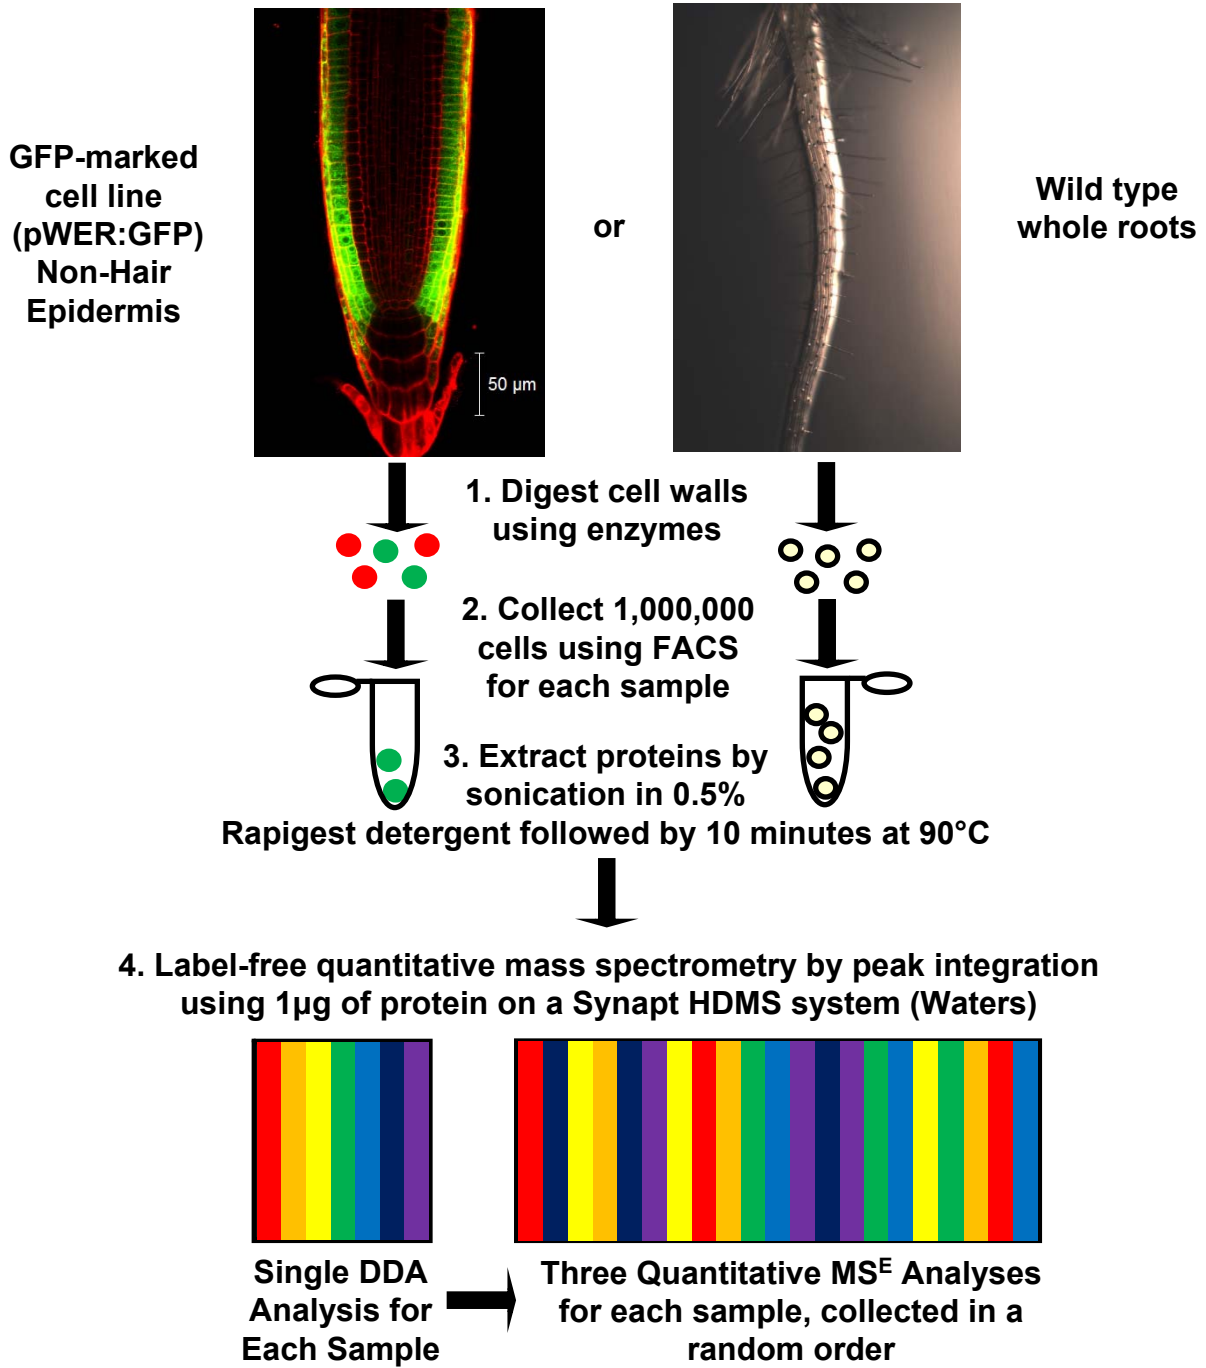 GFP-marked
cell line
(pWER:GFP)
Non-Hair
Epidermis
50 µm
or
Wild type
whole roots
1. Digest cell walls
using enzymes
2. Collect 1,000,000
cells using FACS
for each sample
3. Extract proteins by
sonication in 0.5%
Rapigest detergent followed by 10 minutes at 90°C
4. Label-free quantitative mass spectrometry by peak integration
using 1µg of protein on a Synapt HDMS system (Waters)
Single DDA
Analysis for
Each Sample
Three Quantitative MSᴱ Analyses
for each sample, collected in a
random order